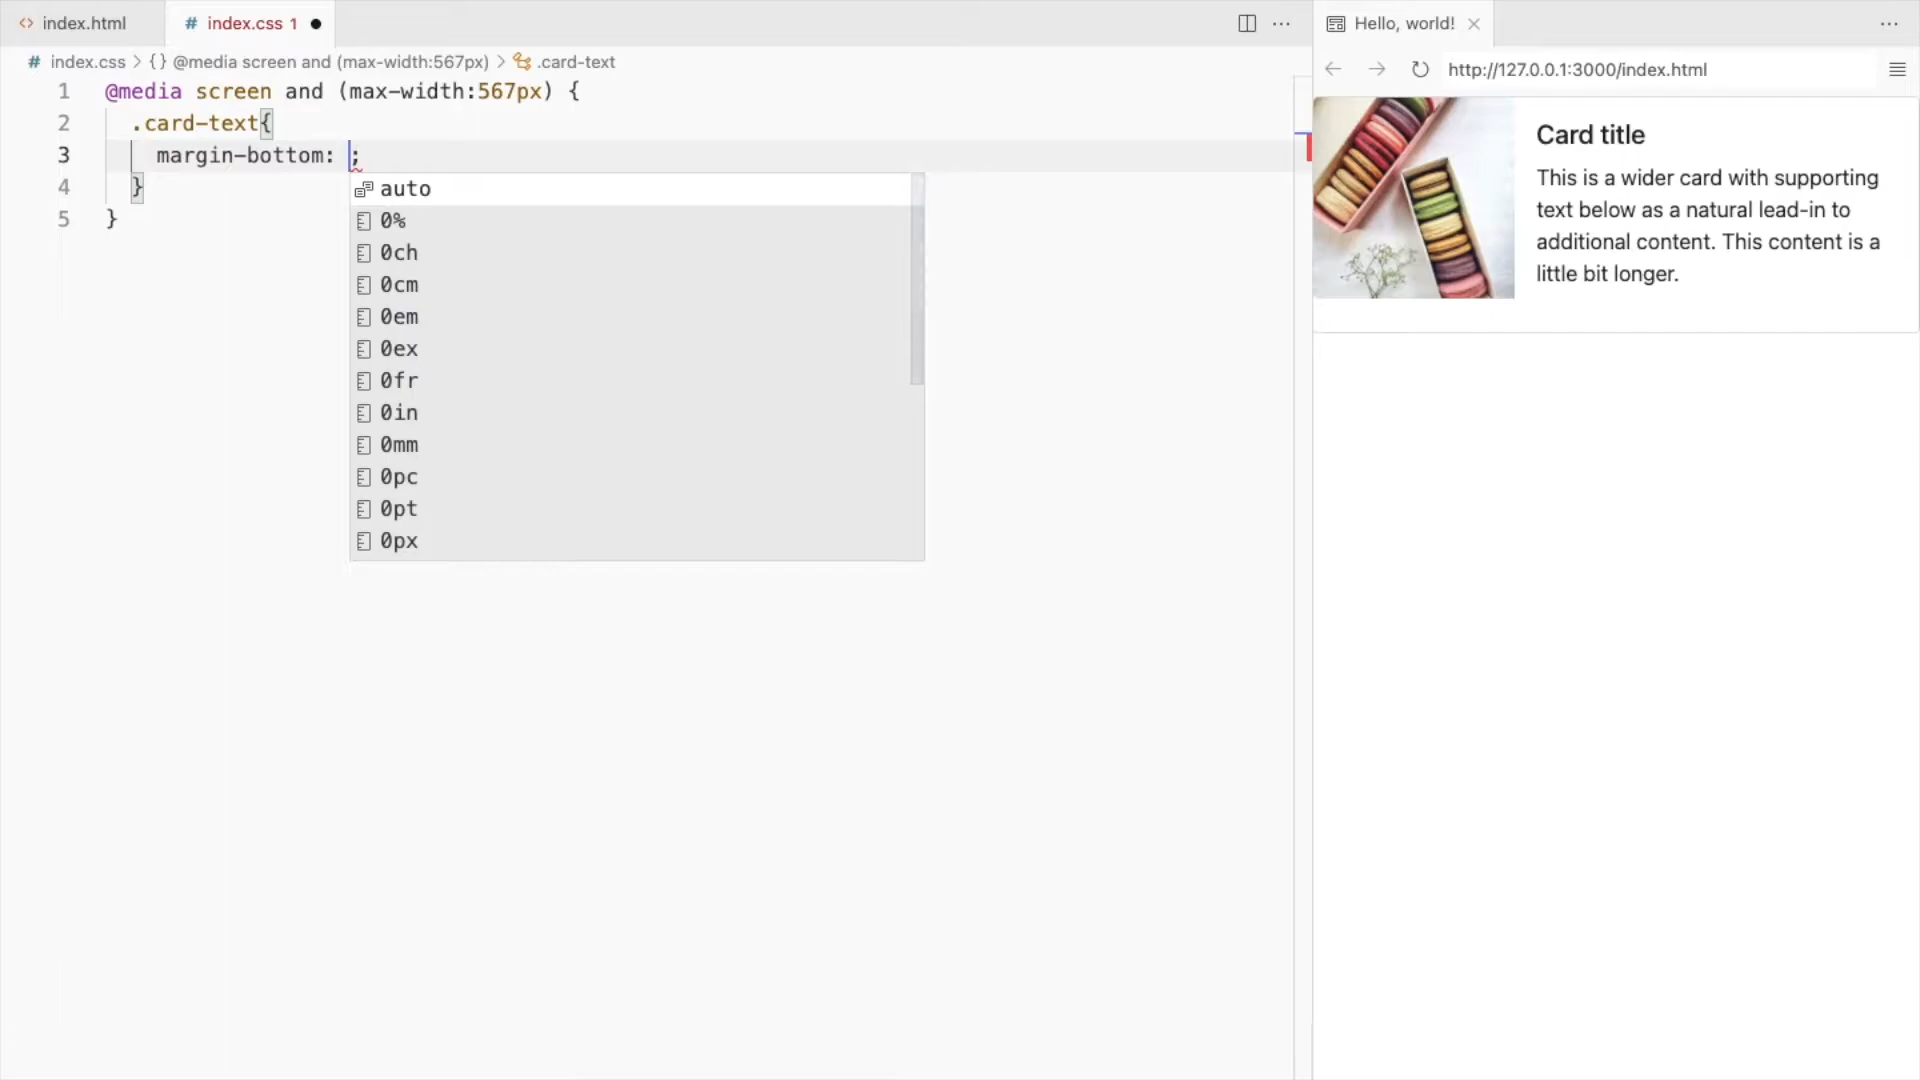 index.html
# index.css 1
# index.css > {} @media screen and (max-width:567px) > .card-text
1 @media screen and (max-width:567px) {
2 .card-text{
3 margin-bottom: ;
4 }
5 }
auto
0%
0ch
0cm
0em
0ex
0fr
0in
0mm
0pc
0pt
0px
Hello, world!
http://127.0.0.1:3000/index.html
Card title
This is a wider card with supporting
text below as a natural lead-in to
additional content. This content is a
little bit longer.